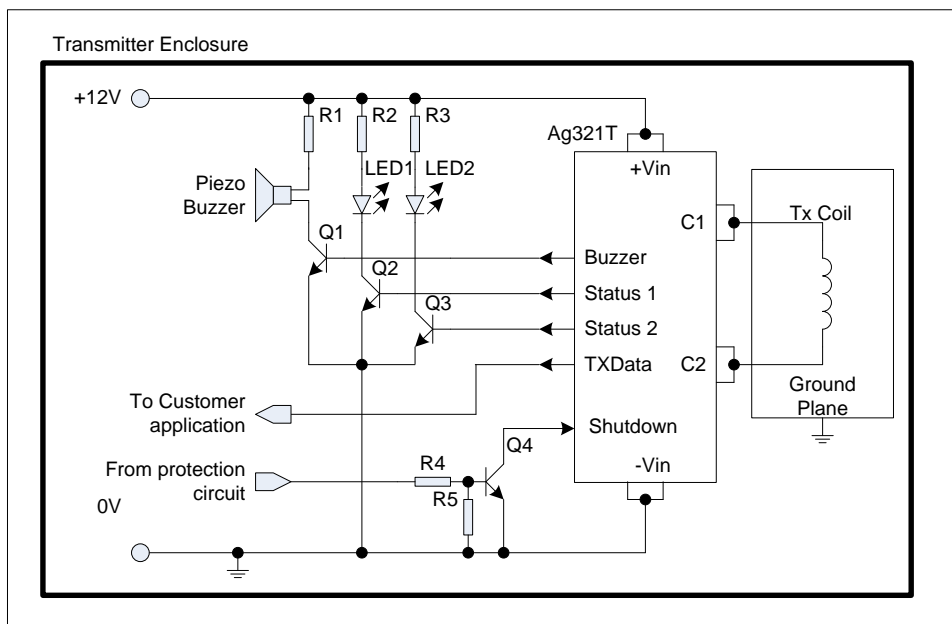 Transmitter Enclosure
+12V
R1
R2
R3
Ag321T
+Vin
LED1
LED2
Piezo
Buzzer
C1
Tx Coil
Q1
Buzzer
Q2
Status 1
Q3
Status 2
TXData
C2
To Customer
application
Ground
Plane
Shutdown
Q4
From protection
circuit
R4
R5
-Vin
0V